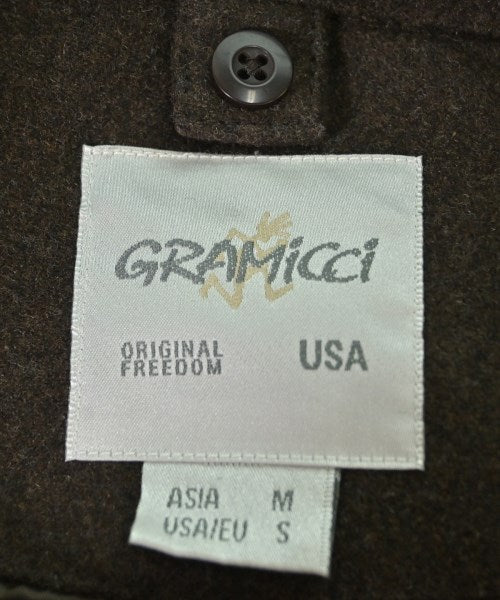 GRAMiCCi
ORIGINAL
FREEDOM
USA
ASIA M
USA/EU S